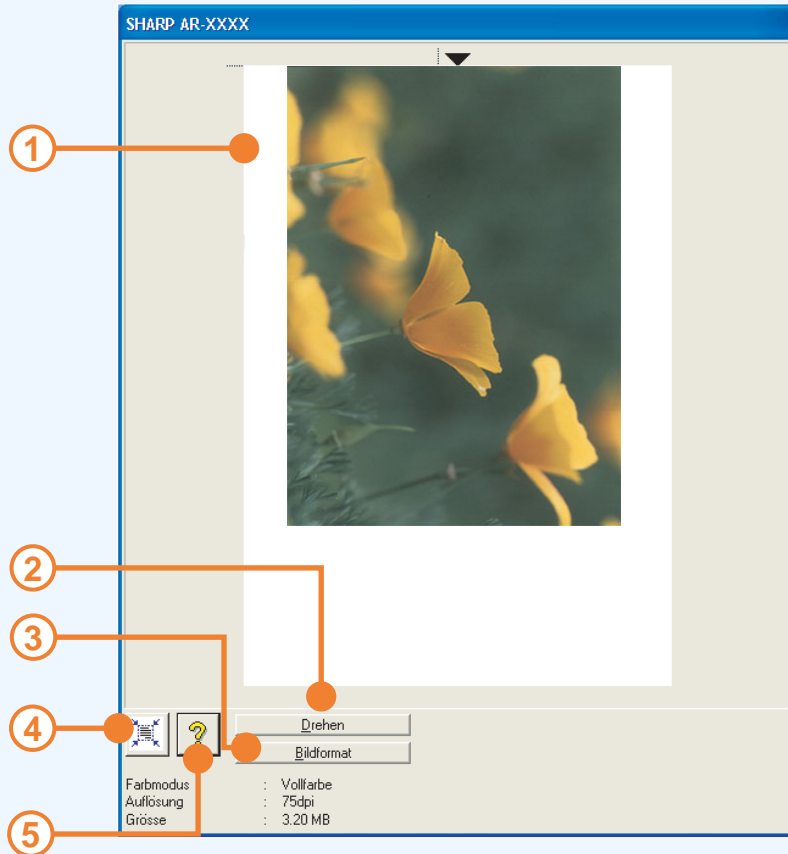 SHARP AR-XXXX
1
2
3
4
5
?
Drehen
Bildformat
Farbmodus : Vollfarbe
Auflösung : 75dpi
Grösse : 3.20 MB